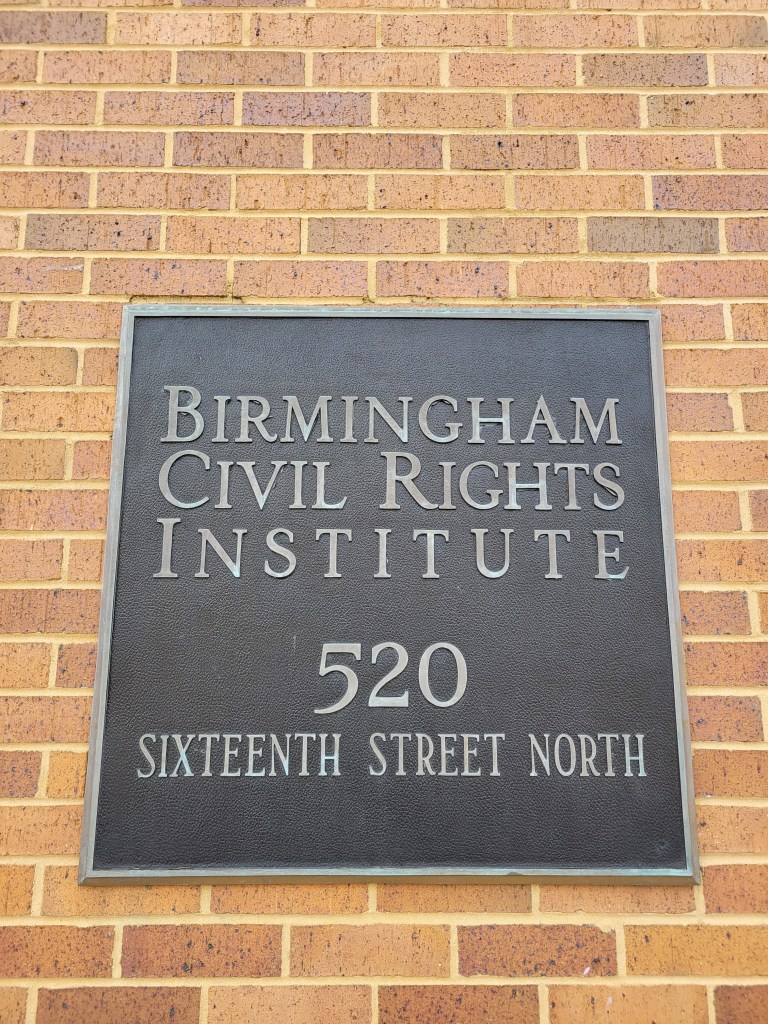 BIRMINGHAM
CIVIL RIGHTS
INSTITUTE
520
SIXTEENTH STREET NORTH